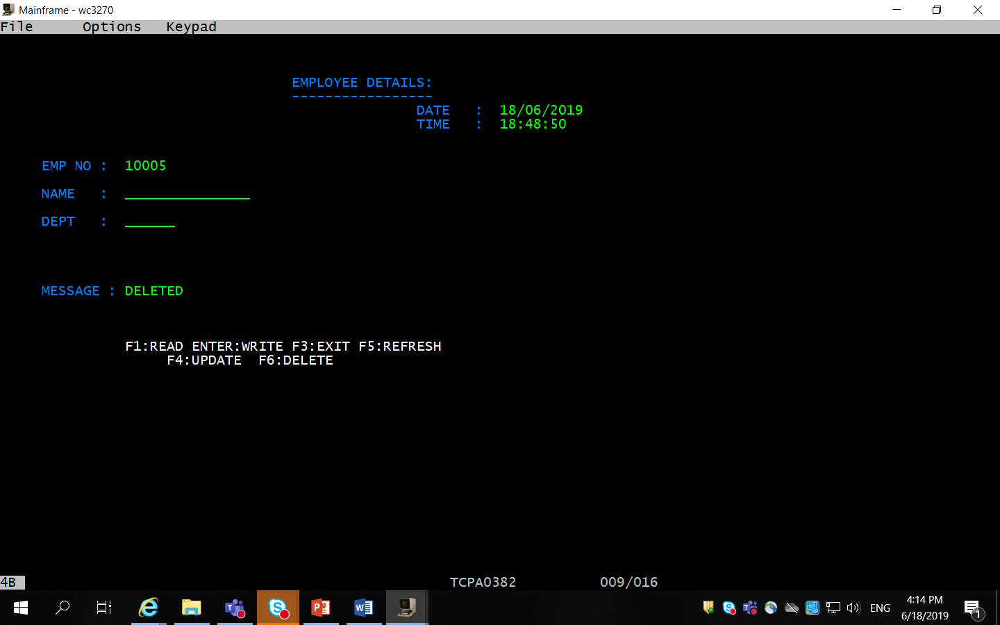 Mainframe - wc3270
File Options Keypad
EMPLOYEE DETAILS:
-----------------
DATE : 18/06/2019
TIME : 18:48:50
EMP NO : 10005
NAME : _______________
DEPT : ______
MESSAGE : DELETED
F1:READ ENTER:WRITE F3:EXIT F5:REFRESH
F4:UPDATE F6:DELETE
4B TCPA0382 009/016
ENG
4:14 PM
6/18/2019
1